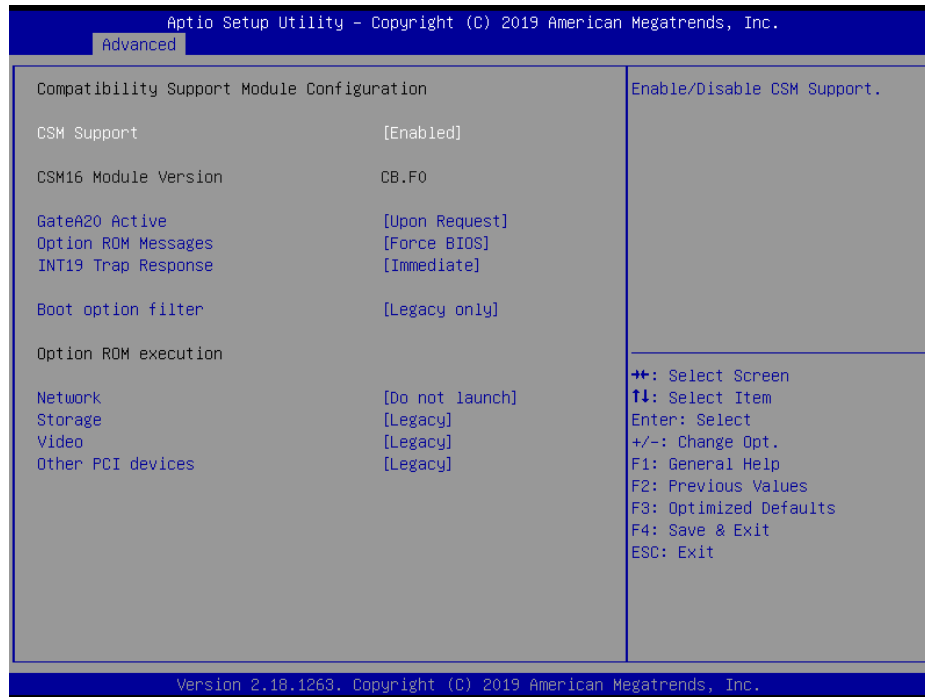 Aptio Setup Utility – Copyright (C) 2019 American Megatrends, Inc.
Advanced
Compatibility Support Module Configuration
CSM Support [Enabled]
CSM16 Module Version CB.F0
GateA20 Active [Upon Request]
Option ROM Messages [Force BIOS]
INT19 Trap Response [Immediate]
Boot option filter [Legacy only]
Option ROM execution
Network [Do not launch]
Storage [Legacy]
Video [Legacy]
Other PCI devices [Legacy]
Enable/Disable CSM Support.
→←: Select Screen
↑↓: Select Item
Enter: Select
+/-: Change Opt.
F1: General Help
F2: Previous Values
F3: Optimized Defaults
F4: Save & Exit
ESC: Exit
Version 2.18.1263. Copyright (C) 2019 American Megatrends, Inc.